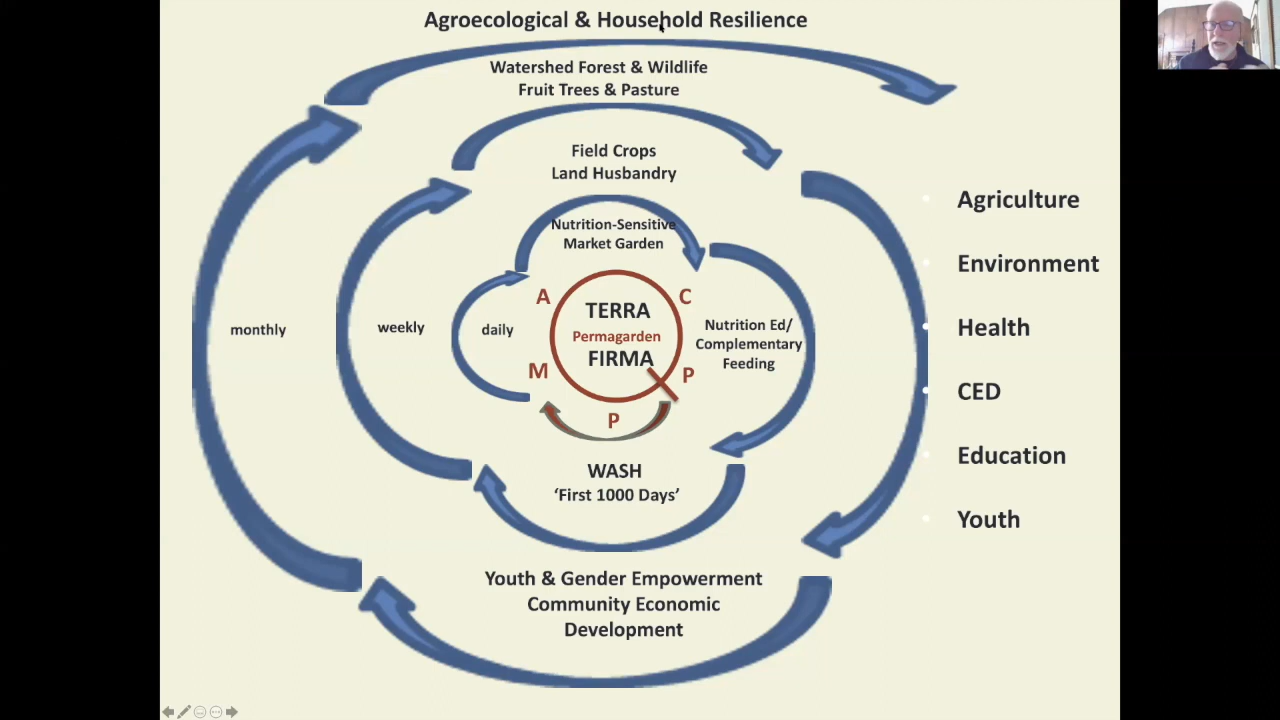 Agroecological & Household Resilience
Watershed Forest & Wildlife
Fruit Trees & Pasture
Field Crops
Land Husbandry
Nutrition-Sensitive
Market Garden
A
C
TERRA
Permagarden
FIRMA
M
P
P
daily
weekly
monthly
Nutrition Ed/
Complementary
Feeding
WASH
‘First 1000 Days’
Youth & Gender Empowerment
Community Economic
Development
Agriculture
Environment
Health
CED
Education
Youth